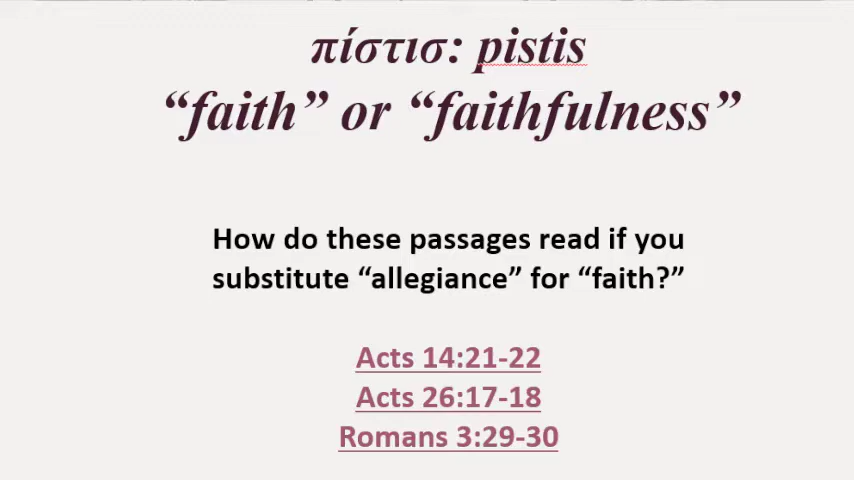 πίστισ: pistis
“faith” or “faithfulness”
How do these passages read if you
substitute “allegiance” for “faith?”
Acts 14:21-22
Acts 26:17-18
Romans 3:29-30